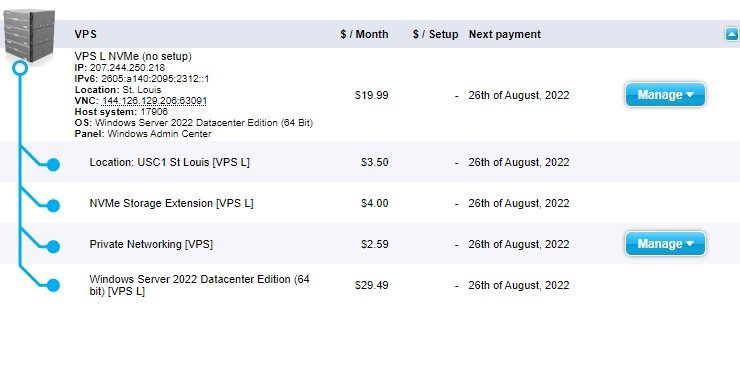 VPS $ / Month $ / Setup Next payment
VPS L NVMe (no setup)
IP: 207.244.250.218
IPv6: 2605:a140:2095:2312::1
Location: St. Louis
VNC: 144.126.129.206:63091
Host system: 17906
OS: Windows Server 2022 Datacenter Edition (64 Bit)
Panel: Windows Admin Center
$19.99 - 26th of August, 2022 Manage
Location: USC1 St Louis [VPS L] $3.50 - 26th of August, 2022
NVMe Storage Extension [VPS L] $4.00 - 26th of August, 2022
Private Networking [VPS] $2.59 - 26th of August, 2022 Manage
Windows Server 2022 Datacenter Edition (64
bit) [VPS L] $29.49 - 26th of August, 2022